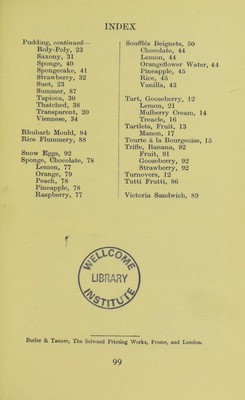 INDEX
Pudding, continued—
Roly-Poly, 23
Saxony, 31
Sponge, 40
Spongecake, 41
Strawberry, 32
Suet, 23
Summer, 87
Tapioca, 30
Thatched, 38
Transparent, 20
Viennese, 34
Rhubarb Mould, 84
Rice Flummery, 88
Snow Eggs, 92
Sponge, Chocolate, 78
Lemon, 77
Orange, 79
Peach, 78
Pineapple, 78
Raspberry, 77
Soufflés Beignets, 50
Chocolate, 44
Lemon, 44
Orangeflower Water, 44
Pineapple, 45
Rice, 45
Vanilla, 43
Tart, Gooseberry, 12
Lemon, 21
Mulberry Cream, 14
Treacle, 16
Tartlets, Fruit, 13
Manon, 17
Tourte à la Bourgeoise, 15
Trifle, Banana, 92
Fruit, 91
Gooseberry, 92
Strawberry, 92
Turnovers, 12
Tutti Frutti, 86
Victoria Sandwich, 89
WELLCOME
LIBRARY
INSTITUTE
Butler & Tanner, The Selwood Printing Works, Frome, and London.
99